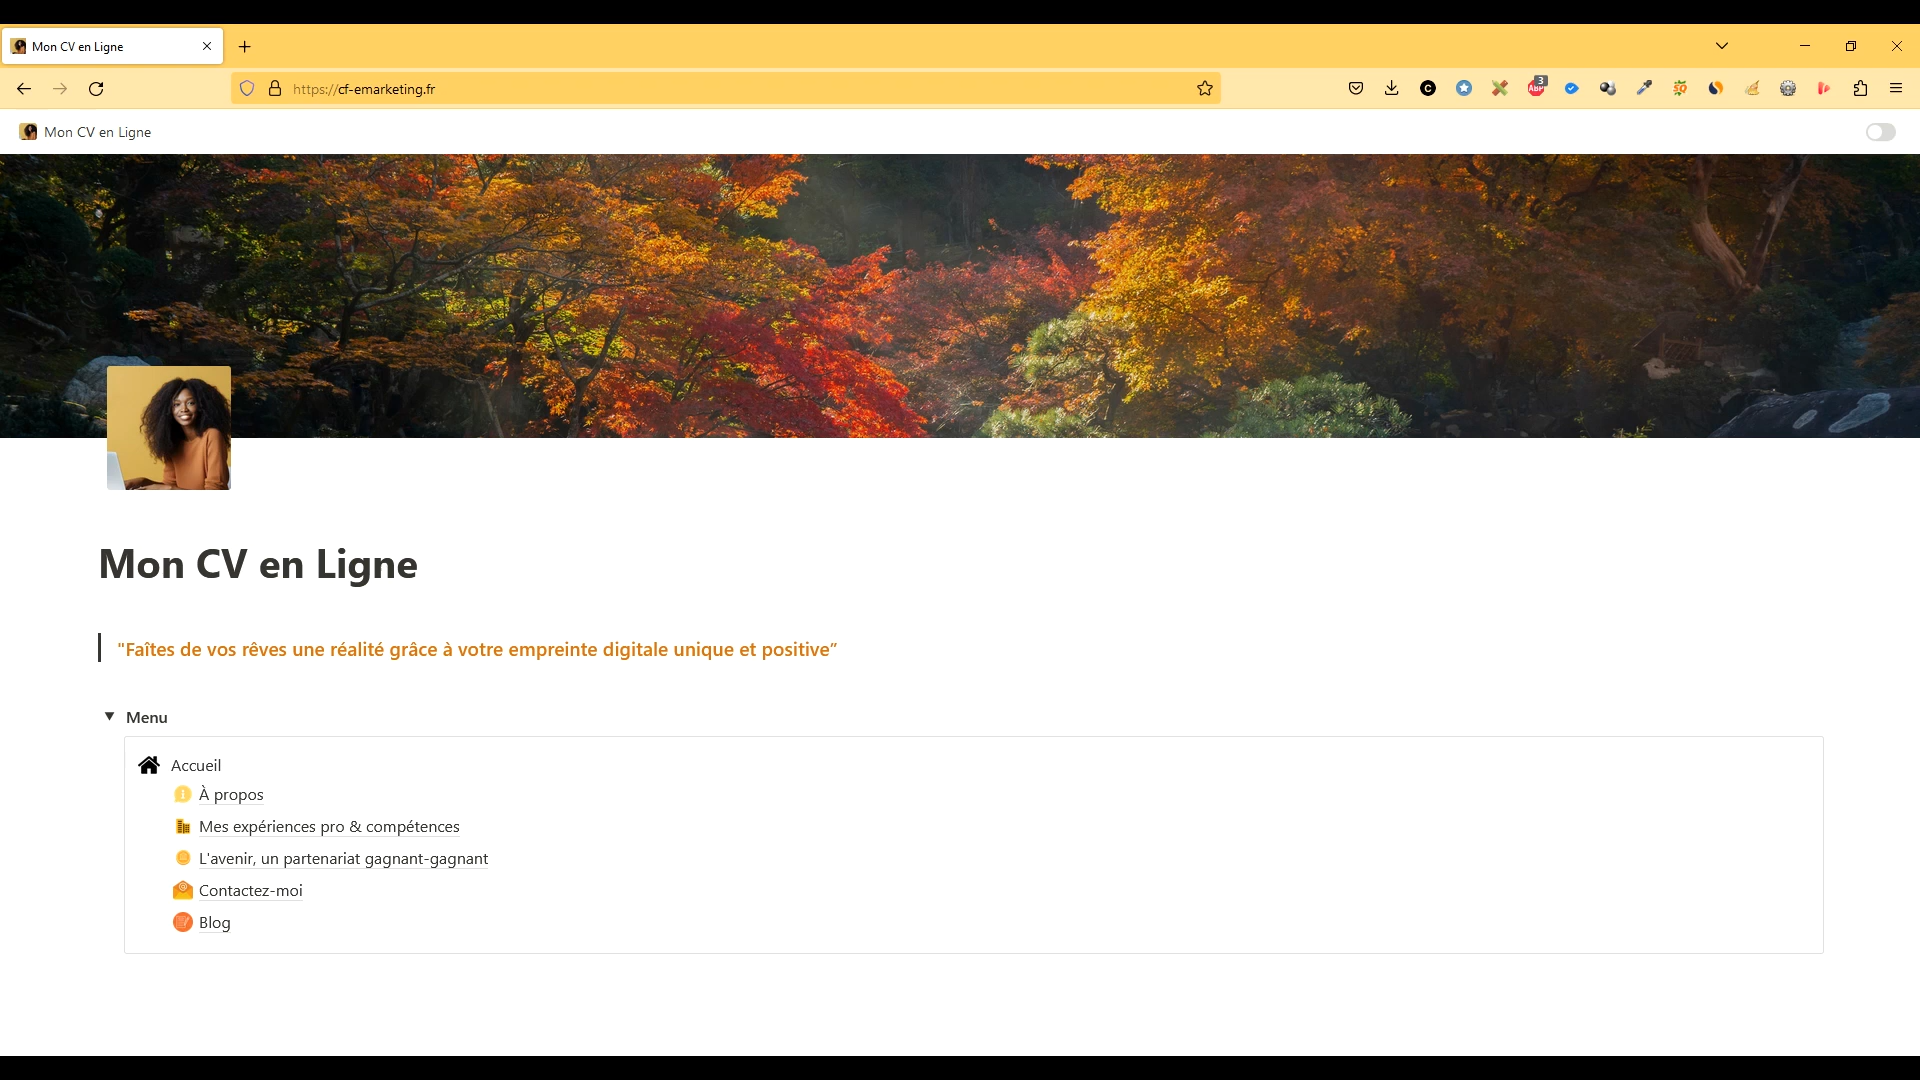 Mon CV en Ligne
https://cf-emarketing.fr
3
ABP
Mon CV en Ligne
Mon CV en Ligne
"Faîtes de vos rêves une réalité grâce à votre empreinte digitale unique et positive”
Menu
Accueil
À propos
Mes expériences pro & compétences
L'avenir, un partenariat gagnant-gagnant
Contactez-moi
Blog